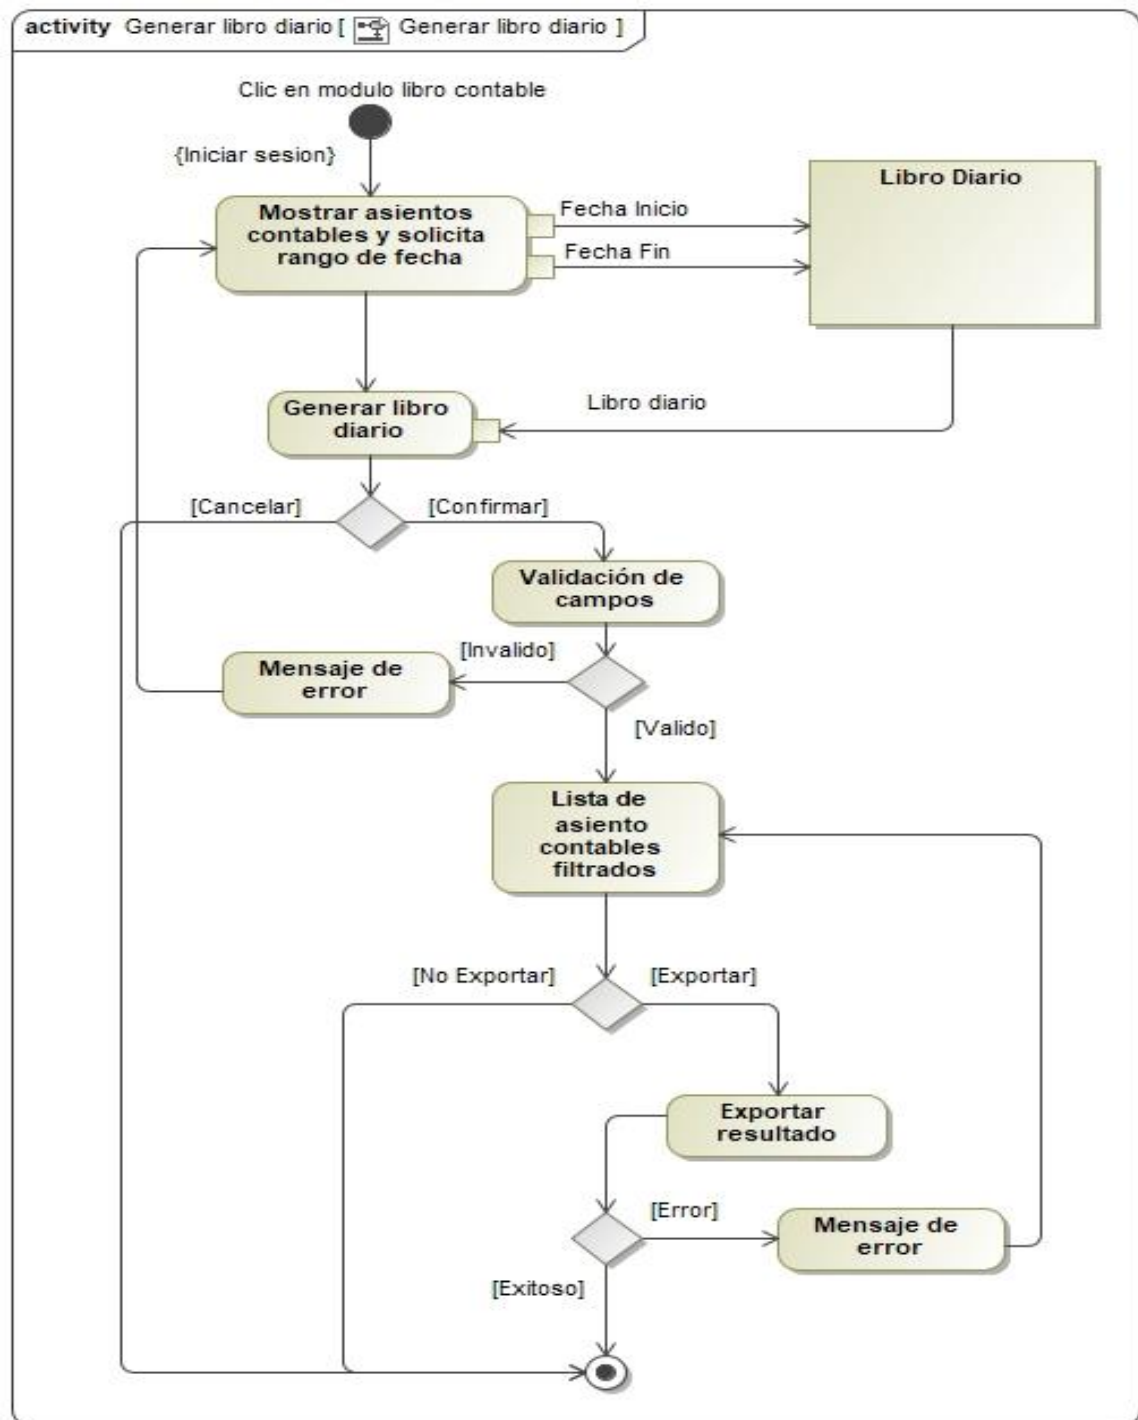 activity Generar libro diario [ Generar libro diario ]
Clic en modulo libro contable
{Iniciar sesion}
Mostrar asientos
contables y solicita
rango de fecha
Fecha Inicio
Fecha Fin
Libro Diario
Generar libro
diario
Libro diario
[Cancelar]
[Confirmar]
Validación de
campos
[Invalido]
Mensaje de
error
[Valido]
Lista de
asiento
contables
filtrados
[No Exportar]
[Exportar]
Exportar
resultado
[Error]
Mensaje de
error
[Exitoso]